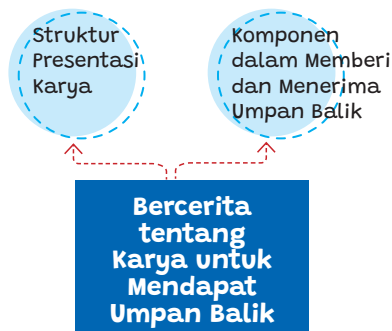 Struktur
Presentasi
Karya
Komponen
dalam Memberi
dan Menerima
Umpan Balik
Bercerita
tentang
Karya untuk
Mendapat
Umpan Balik